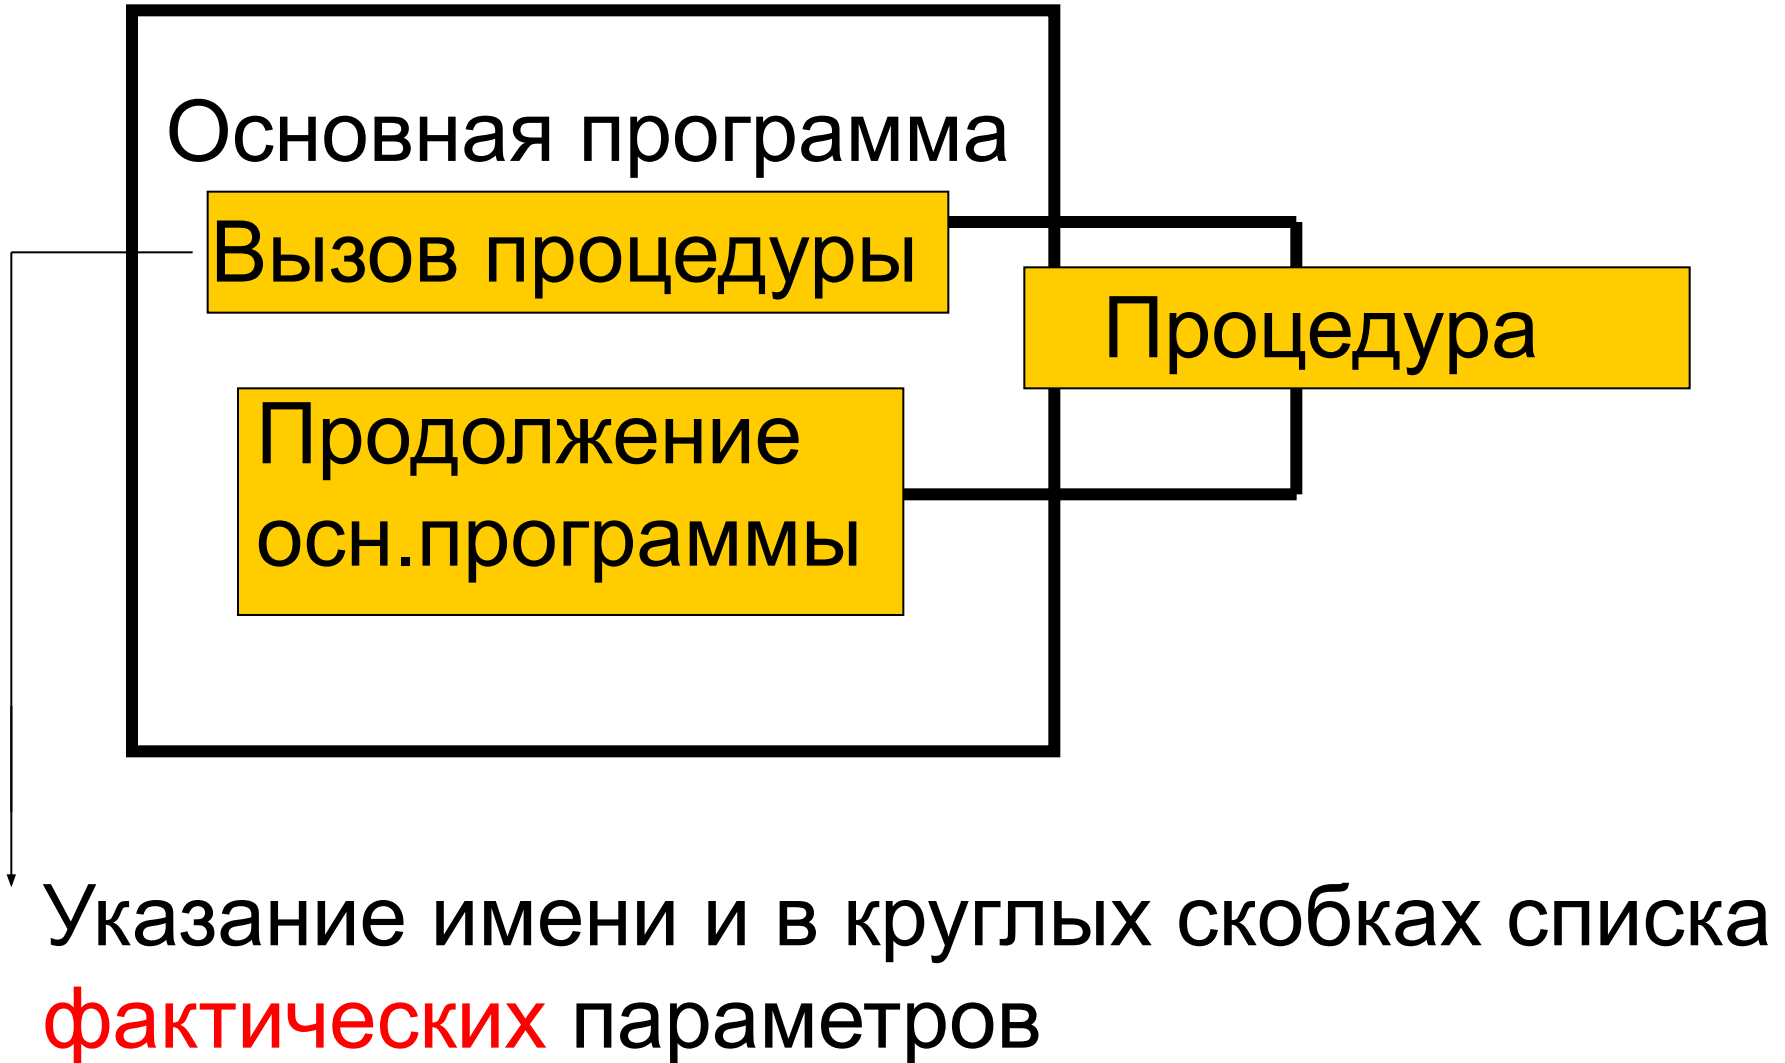 Основная программа
Вызов процедуры
Процедура
Продолжение
осн.программы
Указание имени и в круглых скобках списка
фактических параметров